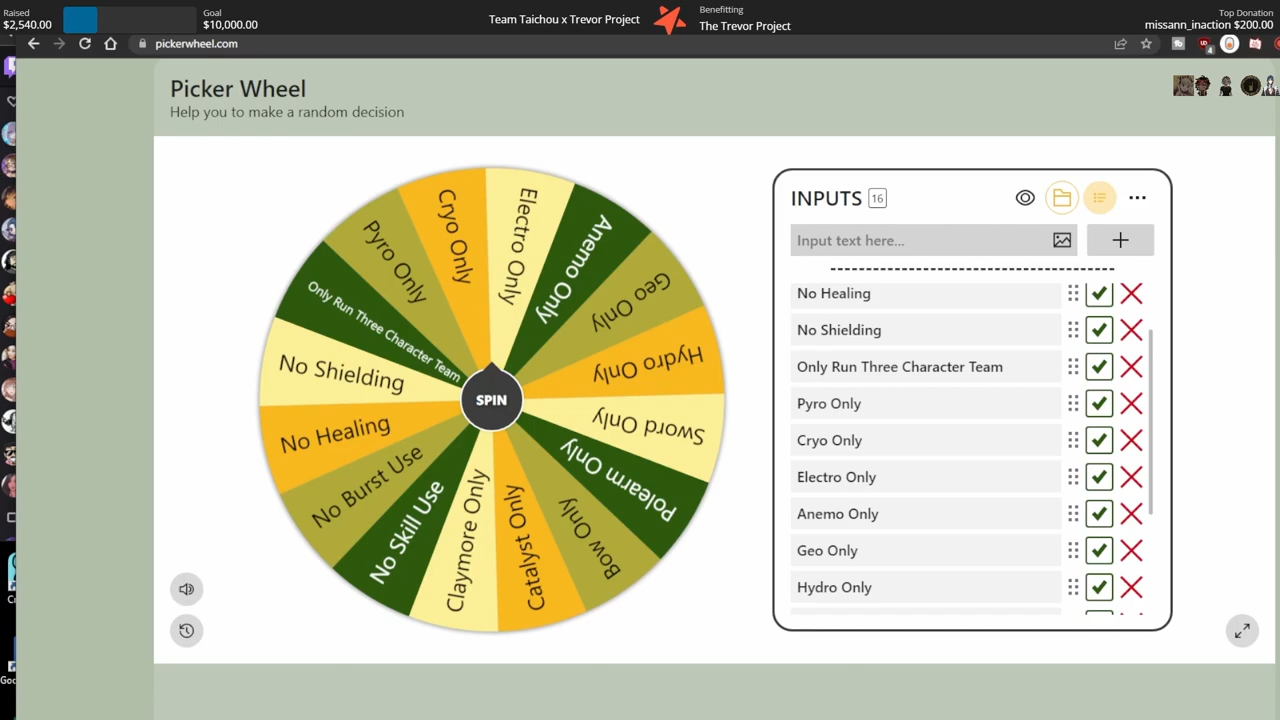 Raised
$2,540.00
Goal
$10,000.00
Team Taichou x Trevor Project
Benefitting
The Trevor Project
Top Donation
missann_inaction $200.00
pickerwheel.com
4
Picker Wheel
Help you to make a random decision
Electro Only
Anemo Only
Geo Only
Hydro Only
Sword Only
Polearm Only
Bow Only
Catalyst Only
Claymore Only
No Skill Use
No Burst Use
No Healing
No Shielding
Only Run Three Character Team
Pyro Only
Cryo Only
SPIN
INPUTS 16
Input text here...
No Healing
No Shielding
Only Run Three Character Team
Pyro Only
Cryo Only
Electro Only
Anemo Only
Geo Only
Hydro Only